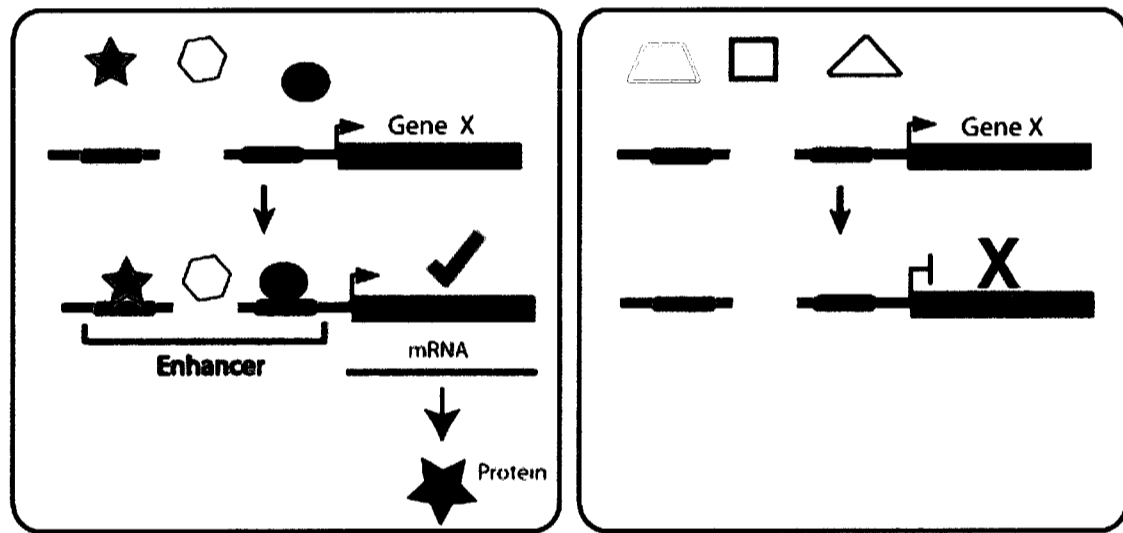 Gene X
Gene X
X
Enhancer
mRNA
Protein